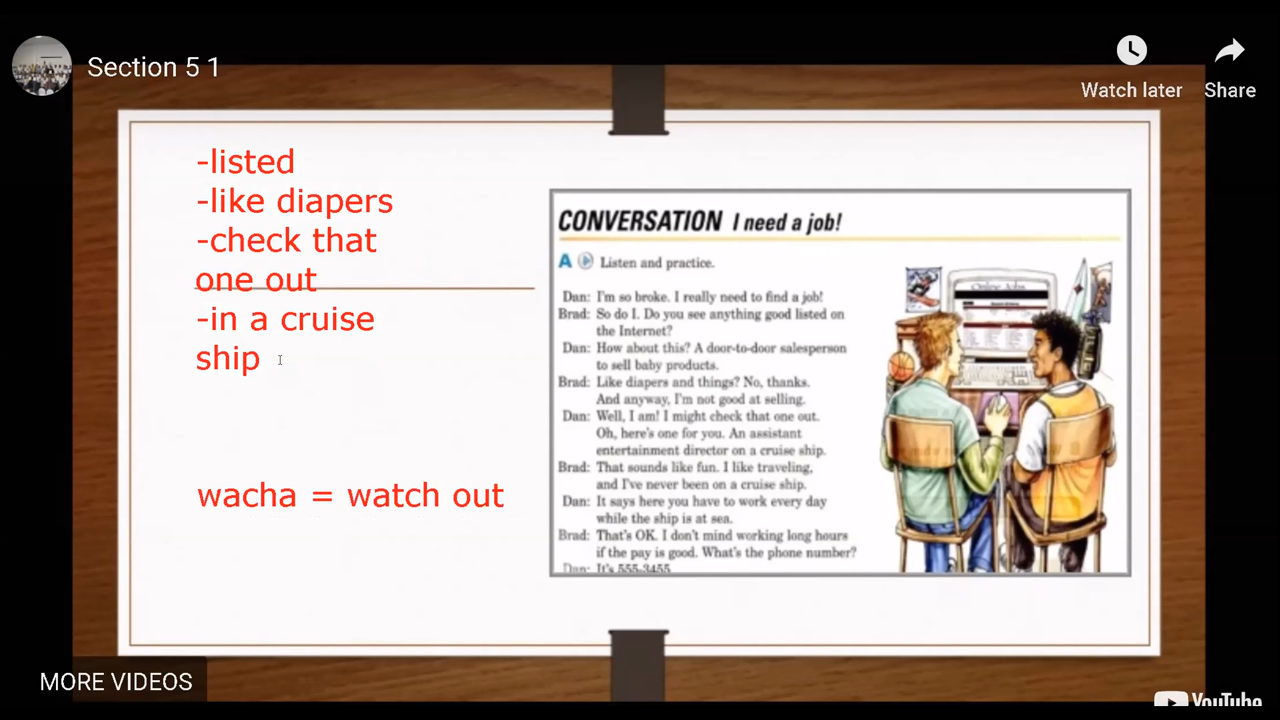 Section 5 1
Watch later
Share
-listed
-like diapers
-check that
one out
-in a cruise
ship
wacha = watch out
CONVERSATION I need a job!
A Listen and practice.
Dan: I'm so broke. I really need to find a job!
Brad: So do I. Do you see anything good listed on
the Internet?
Dan: How about this? A door-to-door salesperson
to sell baby products.
Brad: Like diapers and things? No, thanks.
And anyway, I'm not good at selling.
Dan: Well, I am! I might check that one out.
Oh, here's one for you. An assistant
entertainment director on a cruise ship.
Brad: That sounds like fun. I like traveling,
and I've never been on a cruise ship.
Dan: It says here you have to work every day
while the ship is at sea.
Brad: That's OK. I don't mind working long hours
if the pay is good. What's the phone number?
Dan: It's 555-3455
Online Jobs
MORE VIDEOS
YouTube